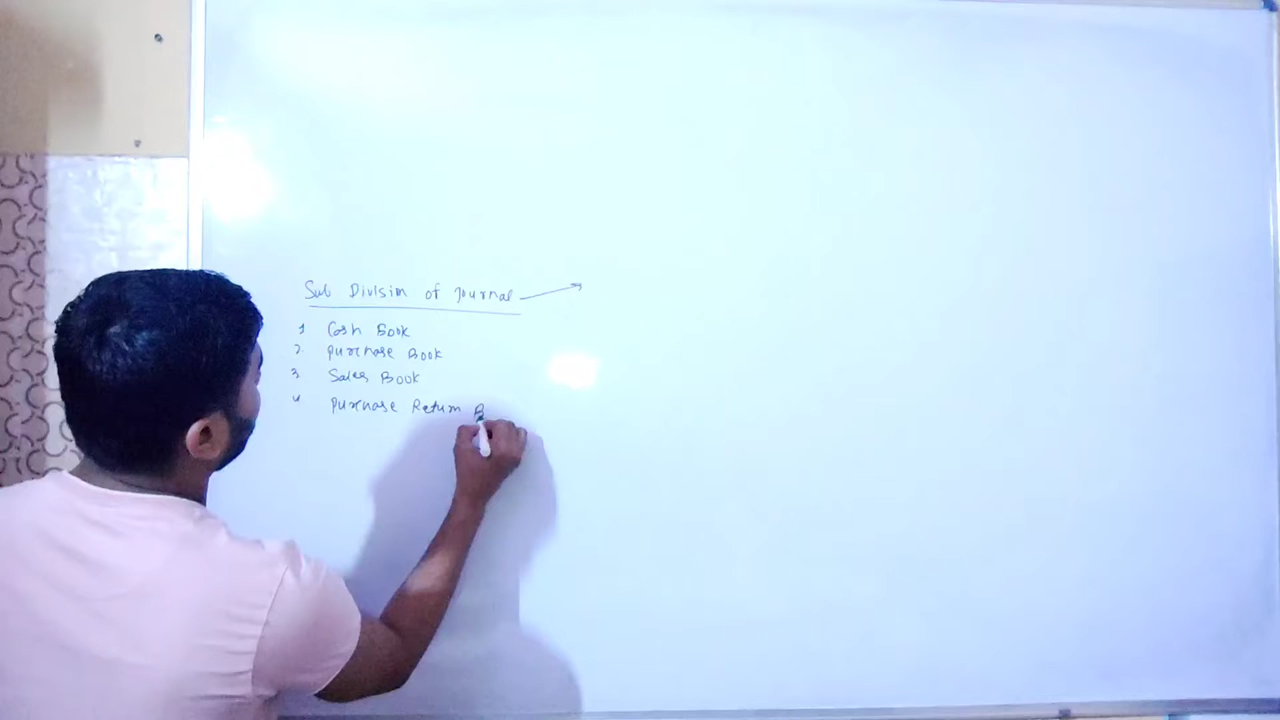 Sub Division of Journal
1 Cash Book
2. Purchase Book
3 Sales Book
4 Purchase Return B